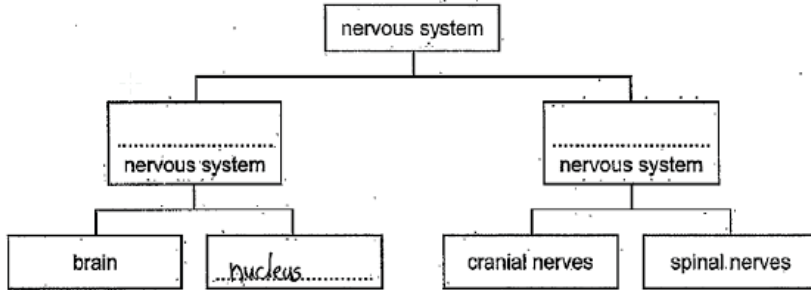 nervous system
nervous system
nervous system
brain
nucleus
cranial nerves
spinal nerves